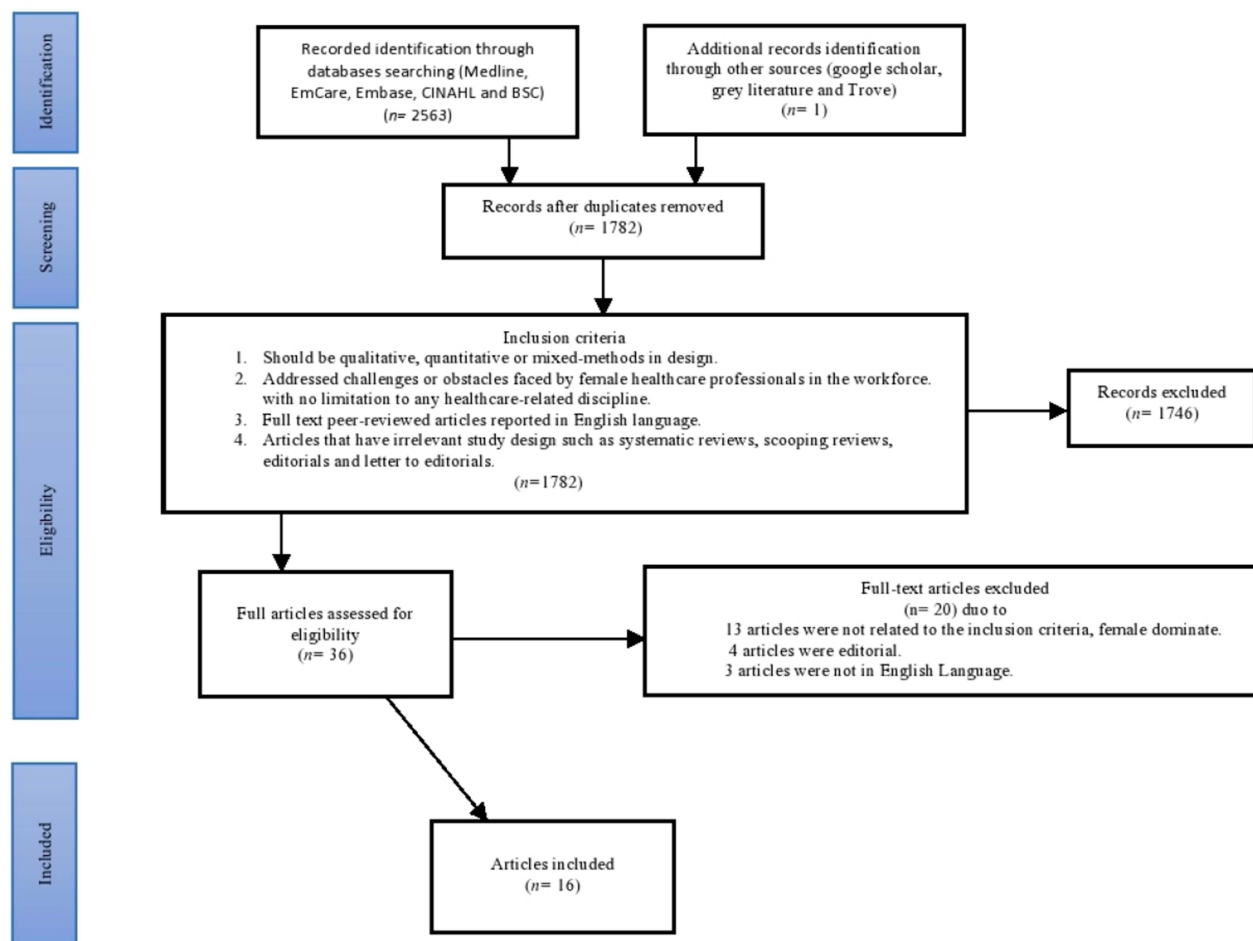 Identification
Recorded identification through
databases searching (Medline,
EmCare, Embase, CINAHL and BSC)
(n= 2563)
Additional records identification
through other sources (google scholar,
grey literature and Trove)
(n= 1)
Screening
Records after duplicates removed
(n= 1782)
Eligibility
Inclusion criteria
1. Should be qualitative, quantitative or mixed-methods in design.
2. Addressed challenges or obstacles faced by female healthcare professionals in the workforce.
with no limitation to any healthcare-related discipline.
3. Full text peer-reviewed articles reported in English language.
4. Articles that have irrelevant study design such as systematic reviews, scooping reviews,
editorials and letter to editorials.
(n=1782)
Records excluded
(n= 1746)
Full articles assessed for
eligibility
(n= 36)
Full-text articles excluded
(n= 20) due to
13 articles were not related to the inclusion criteria, female dominate.
4 articles were editorial.
3 articles were not in English Language.
Included
Articles included
(n= 16)